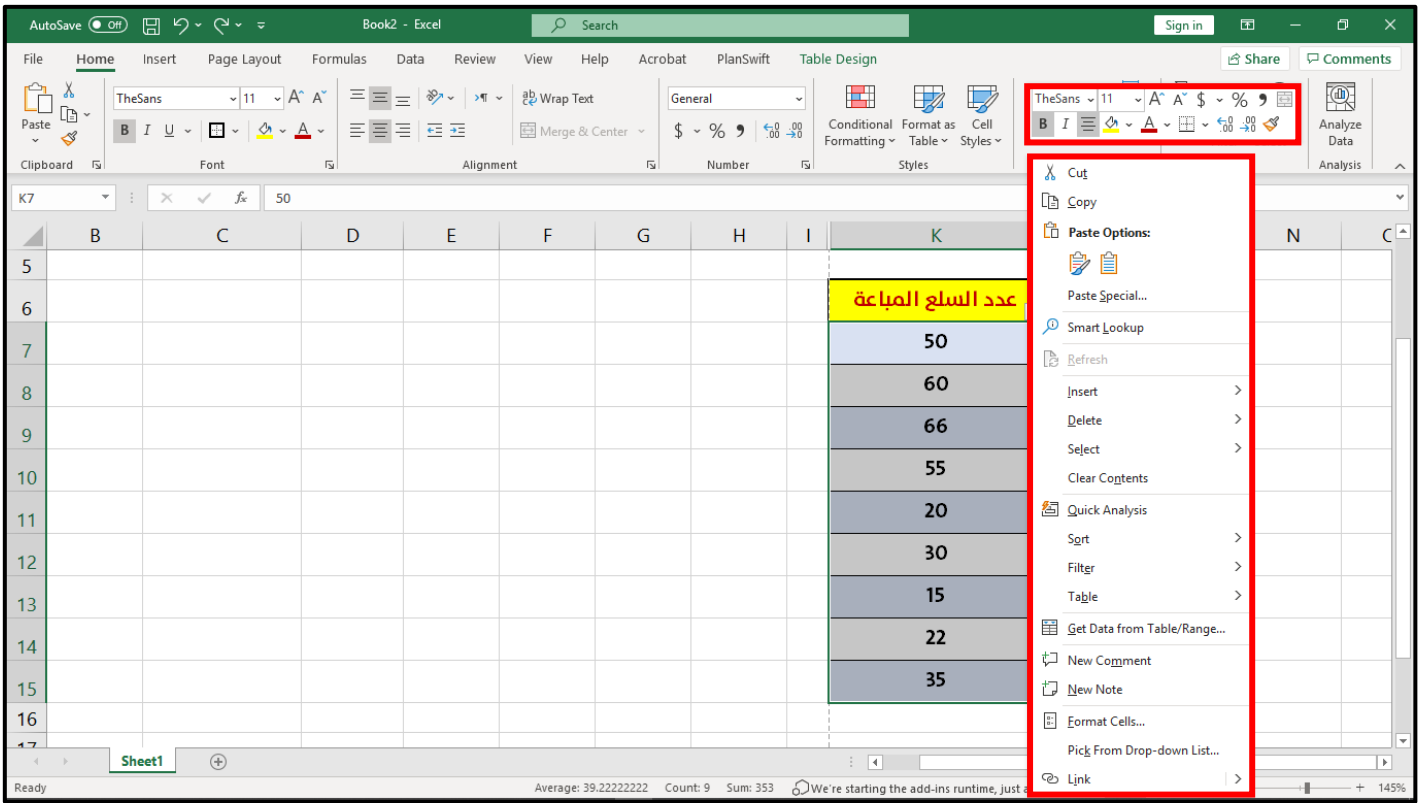 AutoSave Off Book2 - Excel Search Sign in
File Home Insert Page Layout Formulas Data Review View Help Acrobat PlanSwift Table Design Share Comments
Paste TheSans 11 Wrap Text General Conditional Format as Cell TheSans 11 $ % Analyze
B I U Merge & Center $ % Formatting Table Styles B I A Data
Clipboard Font Alignment Number Styles Analysis
K7 fx 50
B C D E F G H I K N
5
6 عدد السلع المباعة
7 50
8 60
9 66
10 55
11 20
12 30
13 15
14 22
15 35
16
17
Cut
Copy
Paste Options:
Paste Special...
Smart Lookup
Refresh
Insert
Delete
Select
Clear Contents
Quick Analysis
Sort
Filter
Table
Get Data from Table/Range...
New Comment
New Note
Format Cells...
Pick From Drop-down List...
Link
Sheet1
Ready Average: 39.22222222 Count: 9 Sum: 353 We're starting the add-ins runtime, just 145%